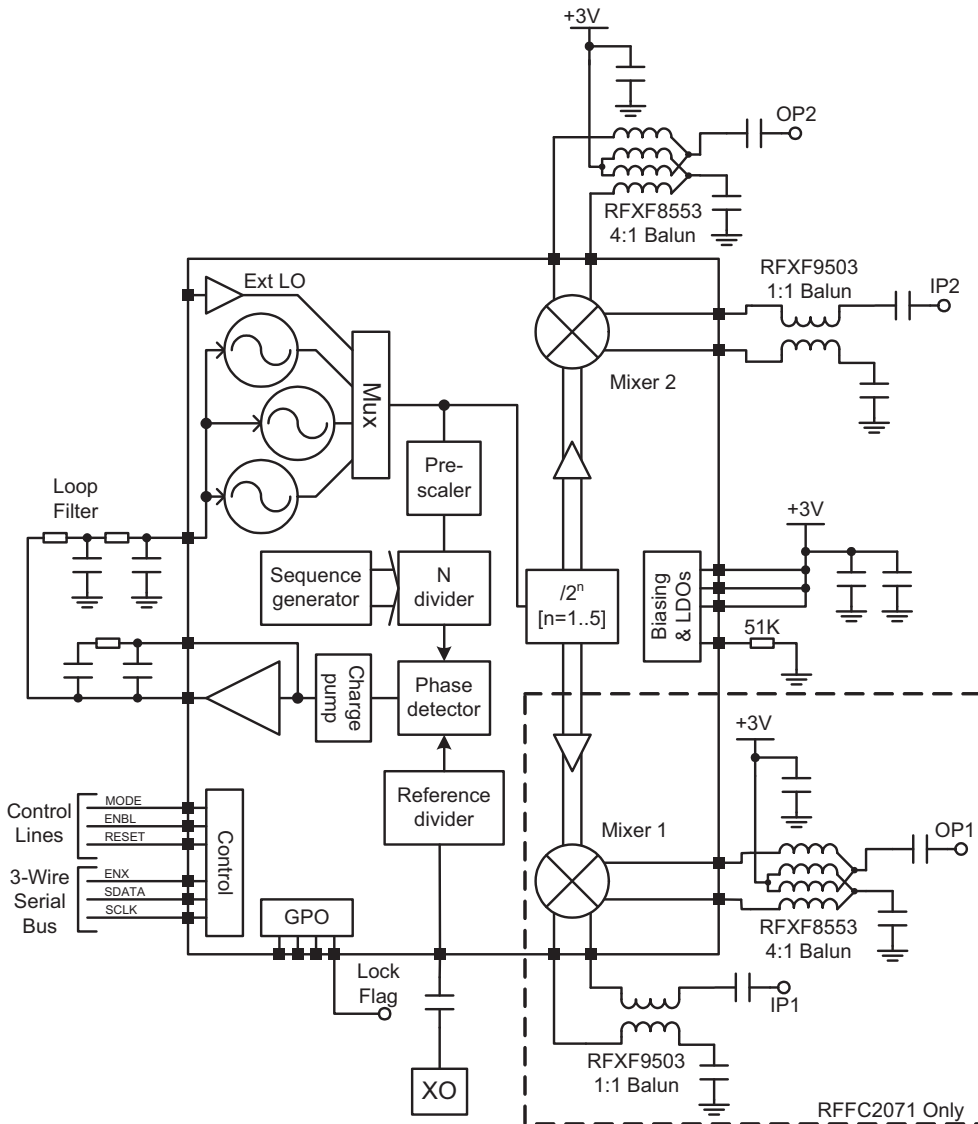 +3V
OP2
RFXF8553
4:1 Balun
Ext LO
RFXF9503
1:1 Balun
IP2
Mux
Mixer 2
Pre-
scaler
Loop
Filter
+3V
Sequence
generator
N
divider
/2ⁿ
[n=1..5]
Biasing
& LDOs
51K
Charge
pump
Phase
detector
+3V
Reference
divider
Mixer 1
OP1
Control
Lines
MODE
ENBL
RESET
Control
3-Wire
Serial
Bus
ENX
SDATA
SCLK
GPO
RFXF8553
4:1 Balun
Lock
Flag
IP1
RFXF9503
1:1 Balun
XO
RFFC2071 Only